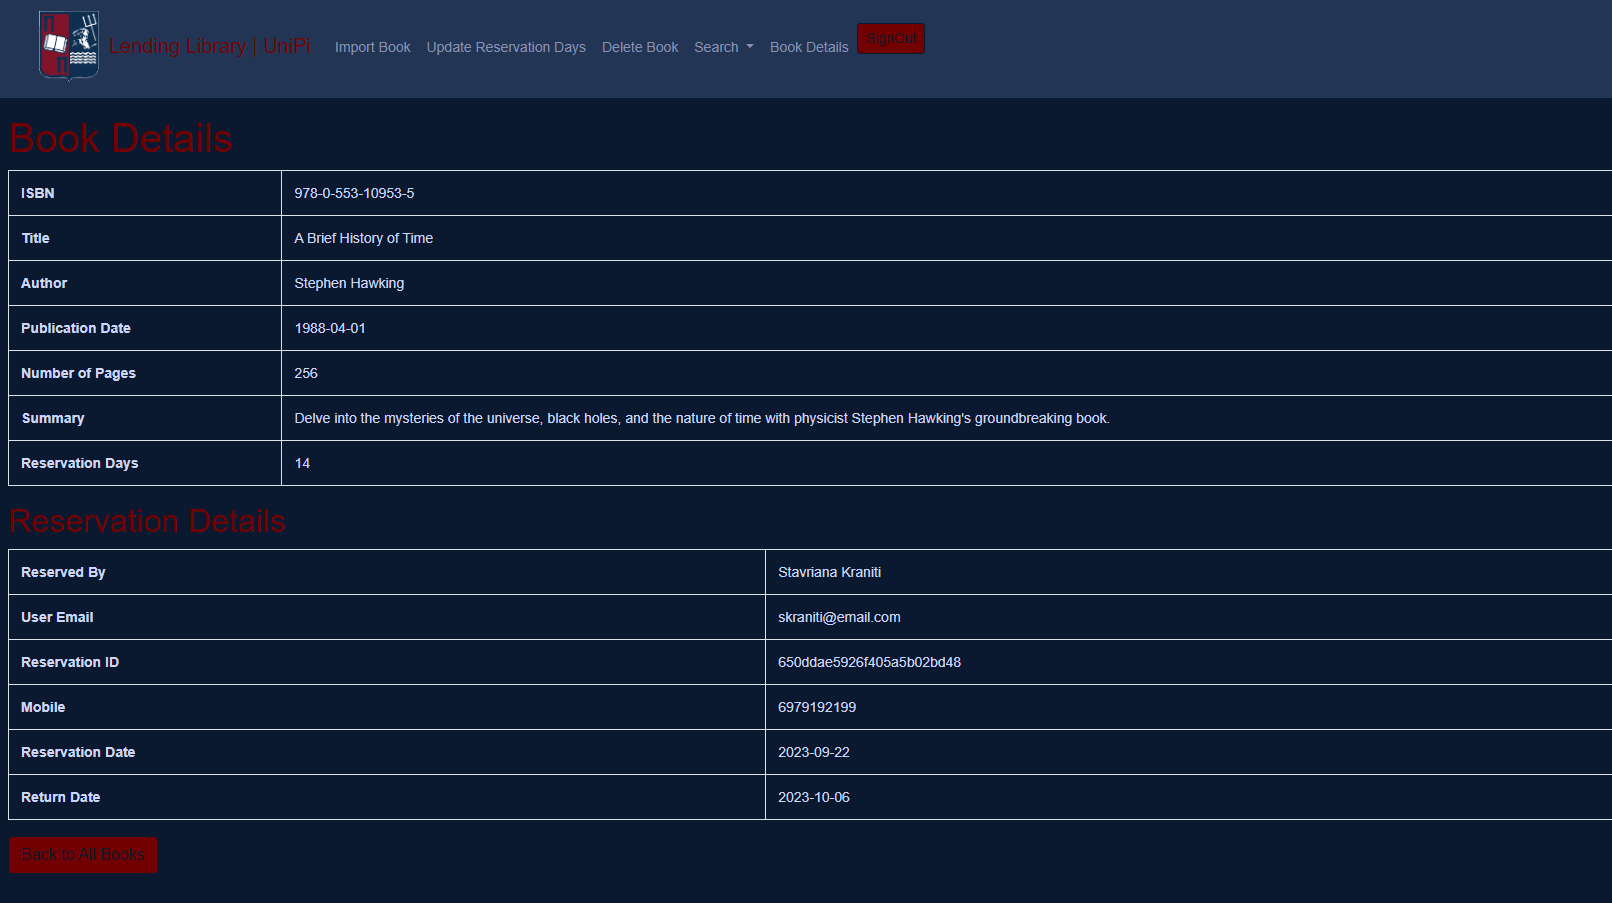 Lending Library | UniPi Import Book Update Reservation Days Delete Book Search Book Details SignOut
Book Details
ISBN 978-0-553-10953-5
Title A Brief History of Time
Author Stephen Hawking
Publication Date 1988-04-01
Number of Pages 256
Summary Delve into the mysteries of the universe, black holes, and the nature of time with physicist Stephen Hawking's groundbreaking book.
Reservation Days 14
Reservation Details
Reserved By Stavriana Kraniti
User Email skraniti@email.com
Reservation ID 650ddae5926f405a5b02bd48
Mobile 6979192199
Reservation Date 2023-09-22
Return Date 2023-10-06
Back to All Books